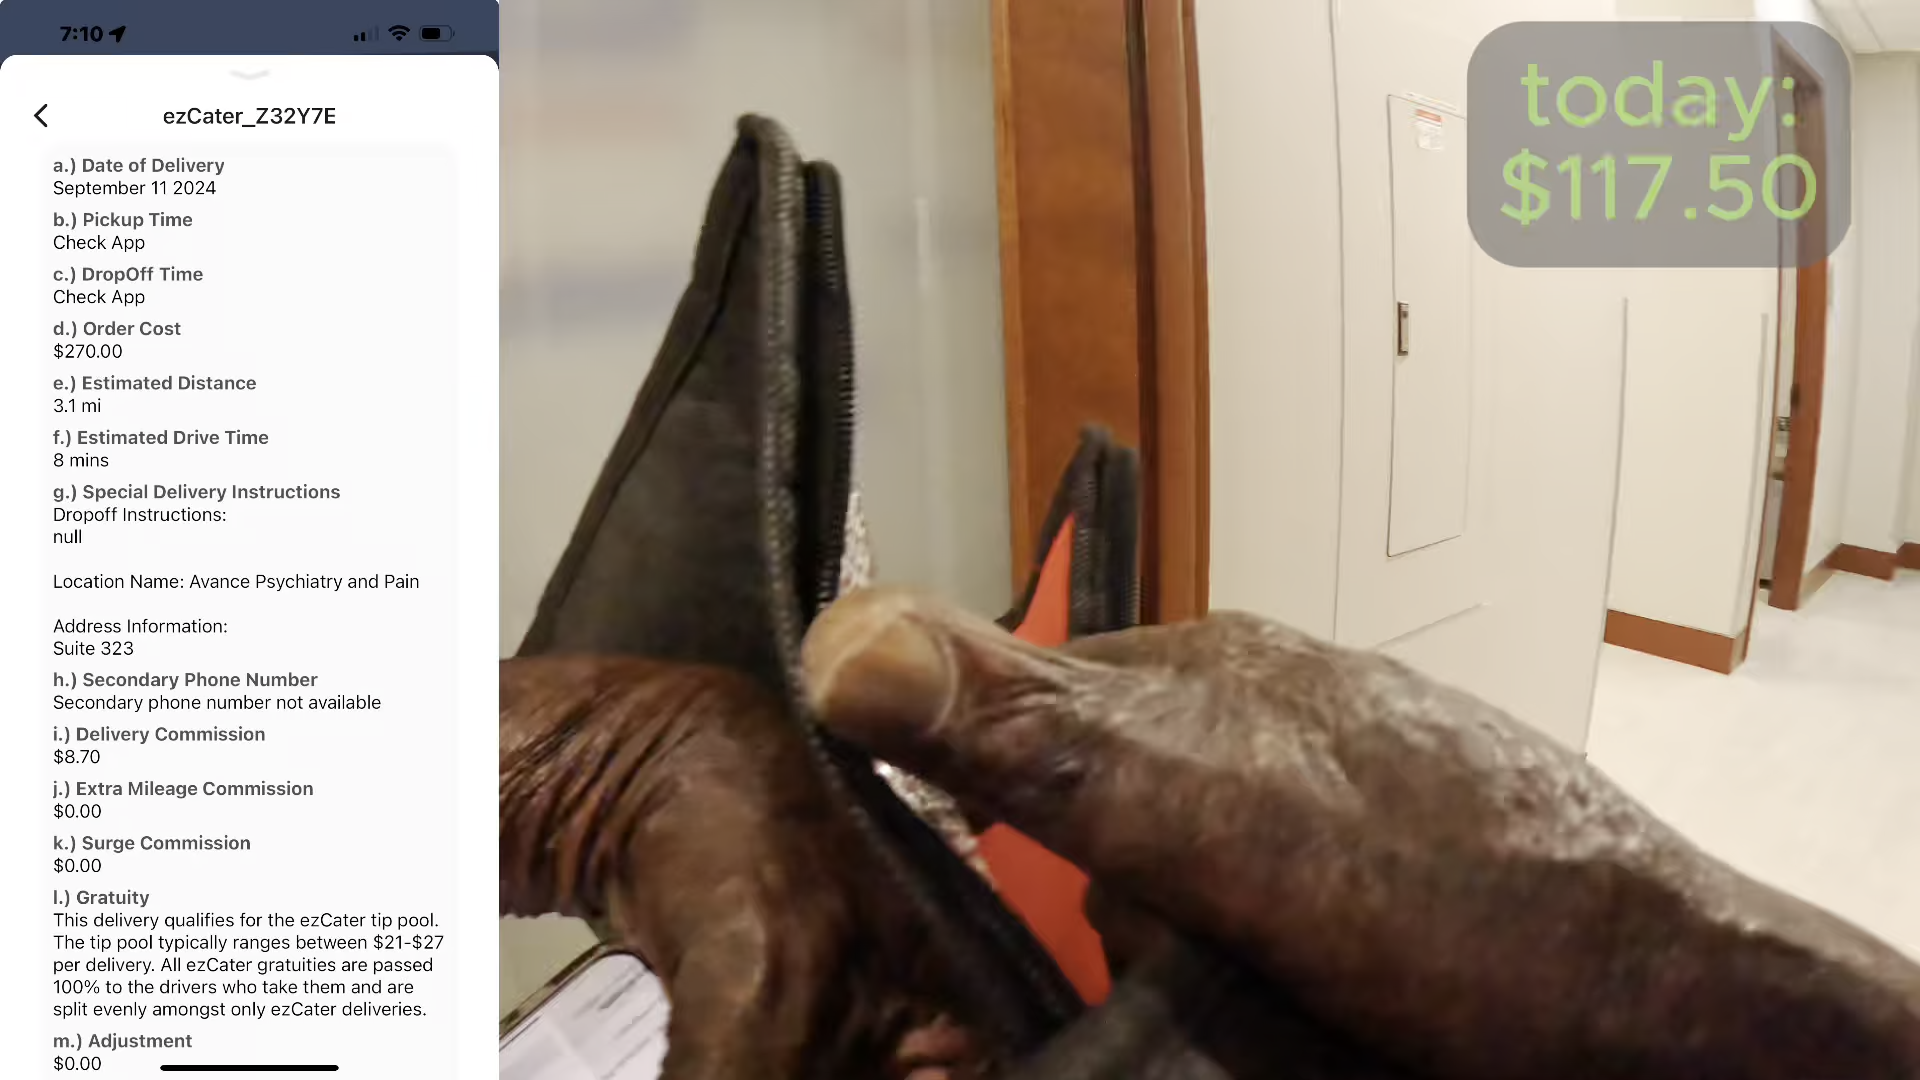 7:10
ezCater_Z32Y7E
a.) Date of Delivery
September 11 2024
b.) Pickup Time
Check App
c.) DropOff Time
Check App
d.) Order Cost
$270.00
e.) Estimated Distance
3.1 mi
f.) Estimated Drive Time
8 mins
g.) Special Delivery Instructions
Dropoff Instructions:
null
Location Name: Avance Psychiatry and Pain
Address Information:
Suite 323
h.) Secondary Phone Number
Secondary phone number not available
i.) Delivery Commission
$8.70
j.) Extra Mileage Commission
$0.00
k.) Surge Commission
$0.00
l.) Gratuity
This delivery qualifies for the ezCater tip pool.
The tip pool typically ranges between $21-$27
per delivery. All ezCater gratuities are passed
100% to the drivers who take them and are
split evenly amongst only ezCater deliveries.
m.) Adjustment
$0.00
today:
$117.50